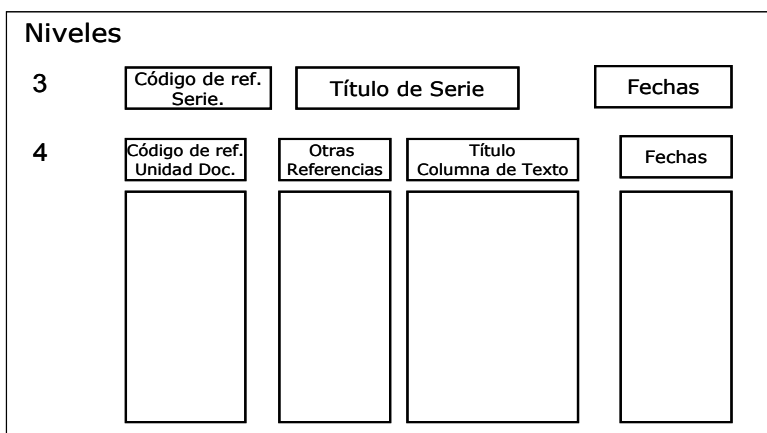 Niveles
3
Código de ref.
Serie.
Título de Serie
Fechas
4
Código de ref.
Unidad Doc.
Otras
Referencias
Título
Columna de Texto
Fechas